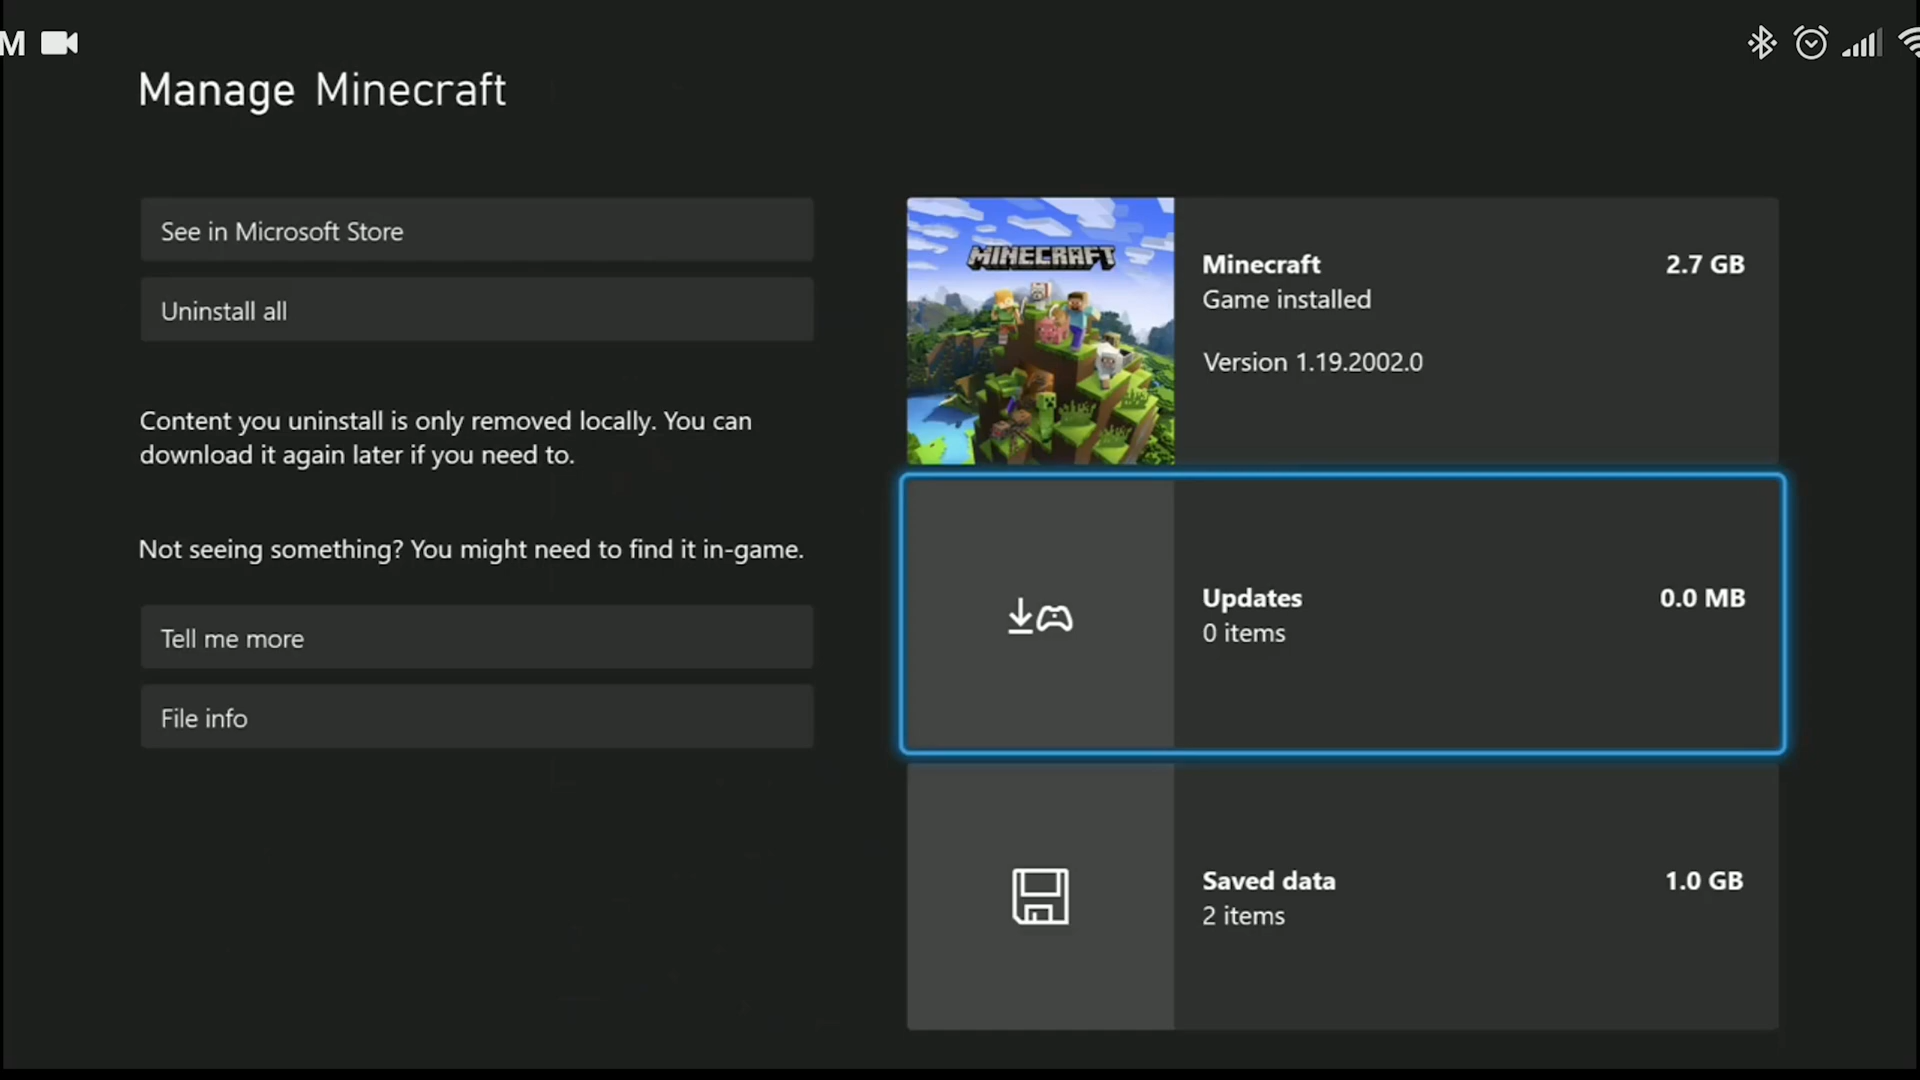 M
Manage Minecraft
See in Microsoft Store
Uninstall all
Content you uninstall is only removed locally. You can
download it again later if you need to.
Not seeing something? You might need to find it in-game.
Tell me more
File info
MINECRAFT
Minecraft 2.7 GB
Game installed
Version 1.19.2002.0
Updates 0.0 MB
0 items
Saved data 1.0 GB
2 items